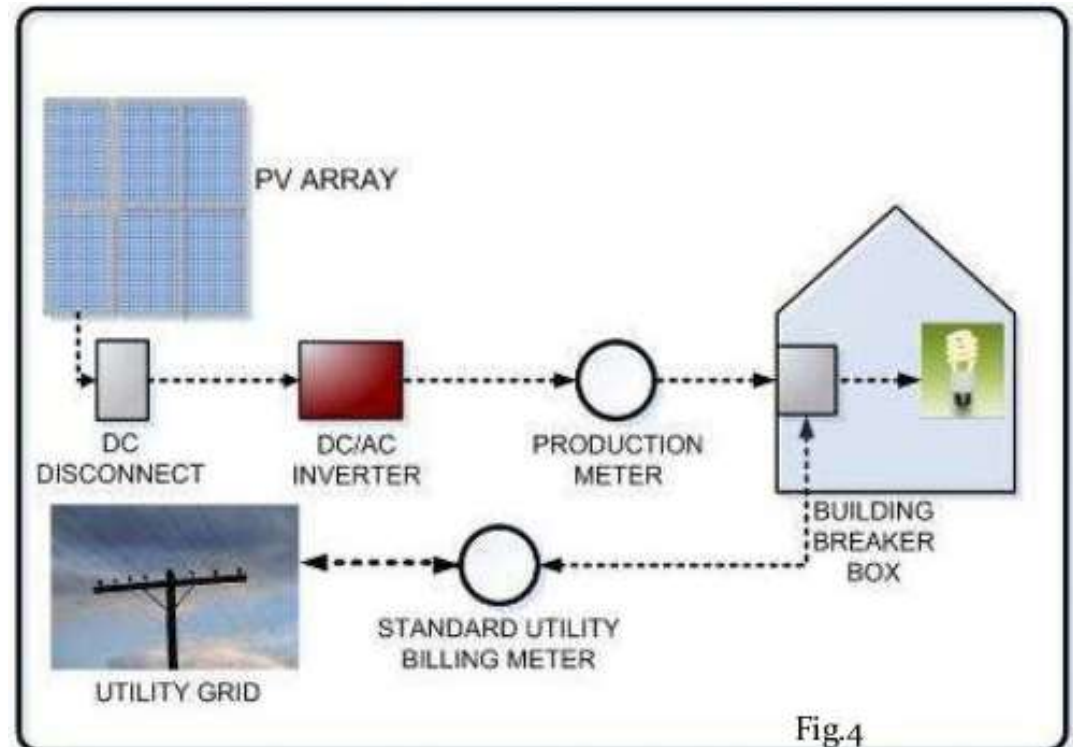 PV ARRAY
DC
DISCONNECT
DC/AC
INVERTER
PRODUCTION
METER
BUILDING
BREAKER
BOX
STANDARD UTILITY
BILLING METER
UTILITY GRID
Fig.4